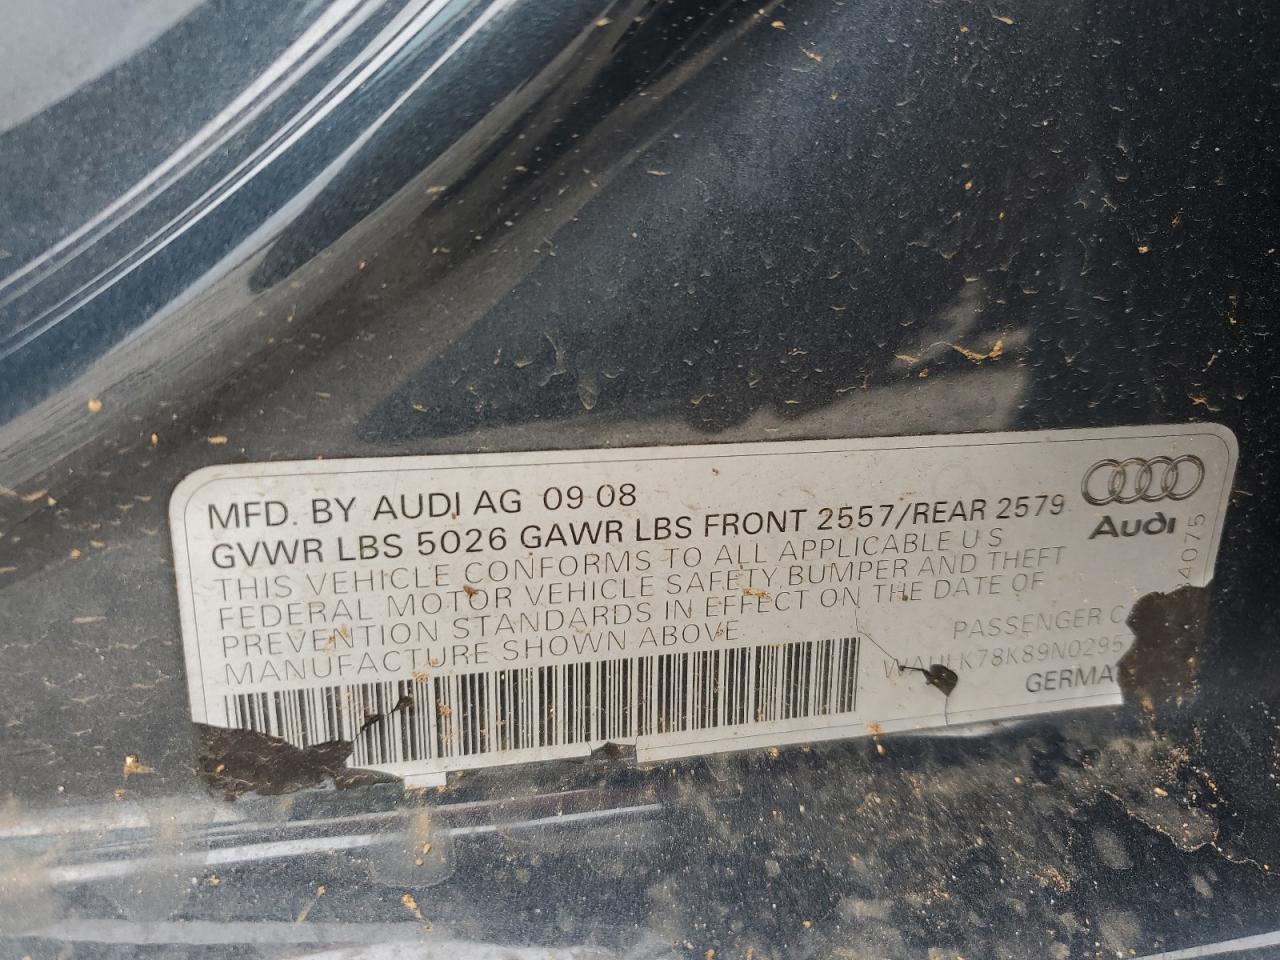 MFD. BY AUDI AG 09 08
GVWR LBS 5026 GAWR LBS FRONT 2557/REAR 2579
THIS VEHICLE CONFORMS TO ALL APPLICABLE U S
FEDERAL MOTOR VEHICLE SAFETY, BUMPER AND THEFT
PREVENTION STANDARDS IN EFFECT ON THE DATE OF
MANUFACTURE SHOWN ABOVE
Audi
PASSENGER C
GERMA